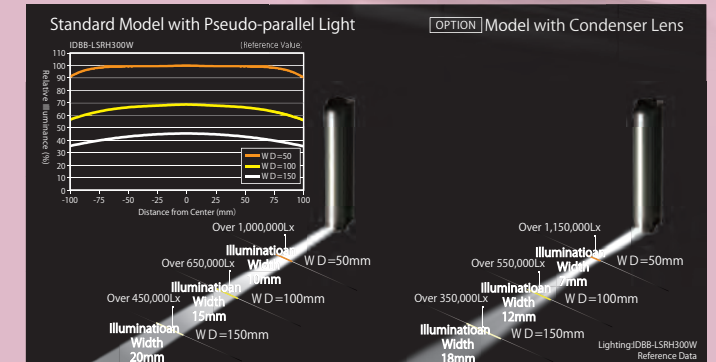 Standard Model with Pseudo-parallel Light
OPTION Model with Condenser Lens
IDBB-LSRH300W
(Reference Value)
110
100
90
80
70
60
50
40
30
20
10
0
Relative Illuminance (%)
WD=50
WD=100
WD=150
-100 -75 -50 -25 0 25 50 75 100
Distance from Center (mm)
Over 1,000,000Lx
Illuminatioan
Width
10mm
WD=50mm
Over 650,000Lx
Illuminatioan
Width
15mm
WD=100mm
Over 450,000Lx
Illuminatioan
Width
20mm
WD=150mm
Over 1,150,000Lx
Illuminatioan
Width
7mm
WD=50mm
Over 550,000Lx
Illuminatioan
Width
12mm
WD=100mm
Over 350,000Lx
Illuminatioan
Width
18mm
WD=150mm
Lighting:IDBB-LSRH300W
Reference Data